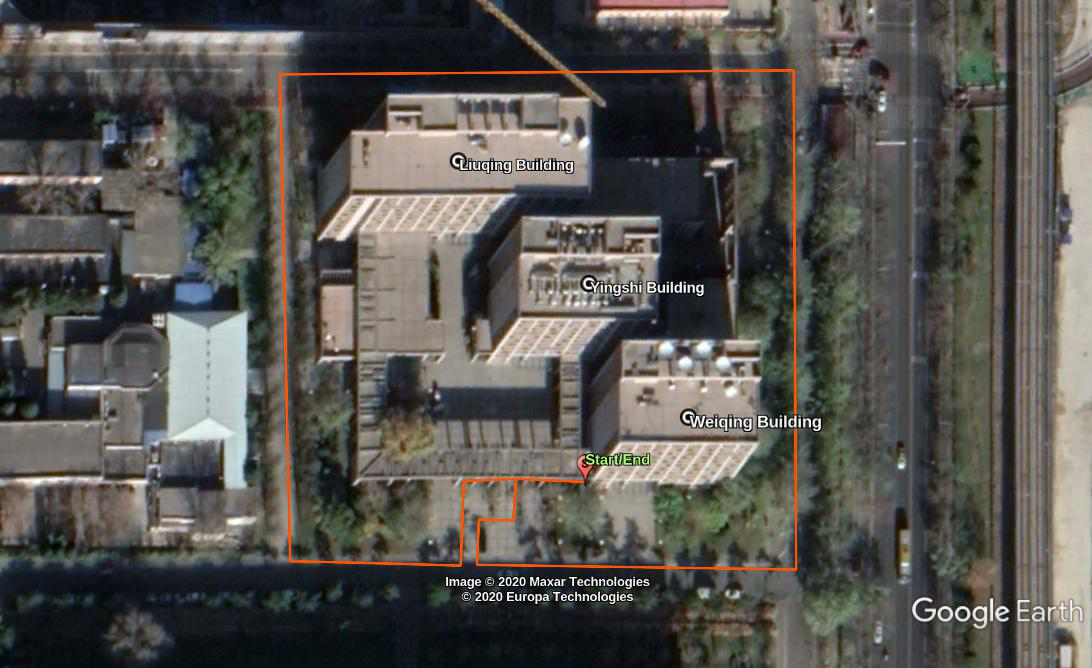 Liuqing Building
Yingshi Building
Weiqing Building
Start/End
Image © 2020 Maxar Technologies
© 2020 Europa Technologies
Google Earth